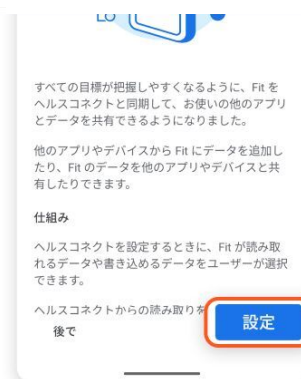 すべての目標が把握しやすくなるように、Fit を
ヘルスコネクトと同期して、お使いの他のアプリ
とデータを共有できるようになりました。
他のアプリやデバイスから Fit にデータを追加し
たり、Fit のデータを他のアプリやデバイスと共
有したりできます。
仕組み
ヘルスコネクトを設定するときに、Fit が読み取
れるデータや書き込めるデータをユーザーが選択
できます。
ヘルスコネクトからの読み取りを
後で
設定